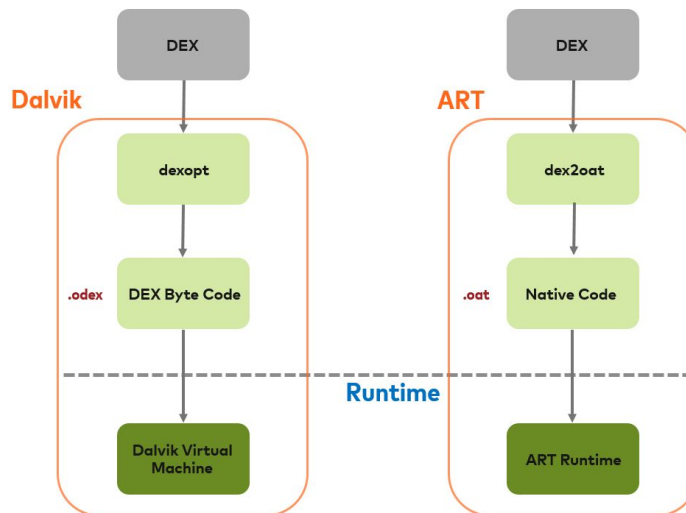 DEX
DEX
Dalvik
ART
dexopt
dex2oat
.odex
DEX Byte Code
.oat
Native Code
Runtime
Dalvik Virtual
Machine
ART Runtime